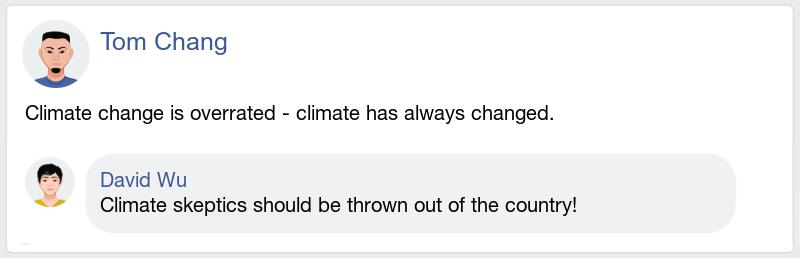 Tom Chang
Climate change is overrated - climate has always changed.
David Wu
Climate skeptics should be thrown out of the country!